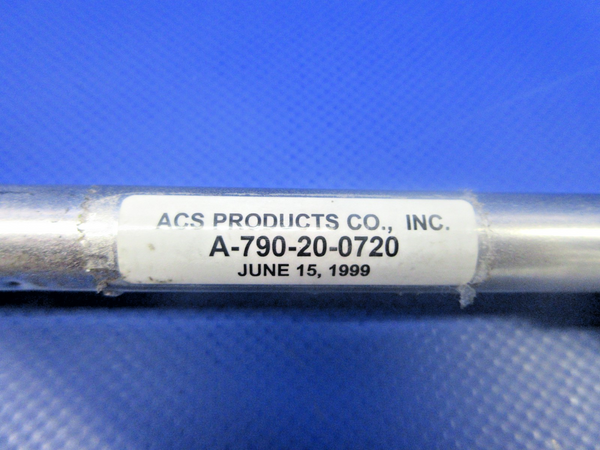 ACS PRODUCTS CO., INC.
A-790-20-0720
JUNE 15, 1999